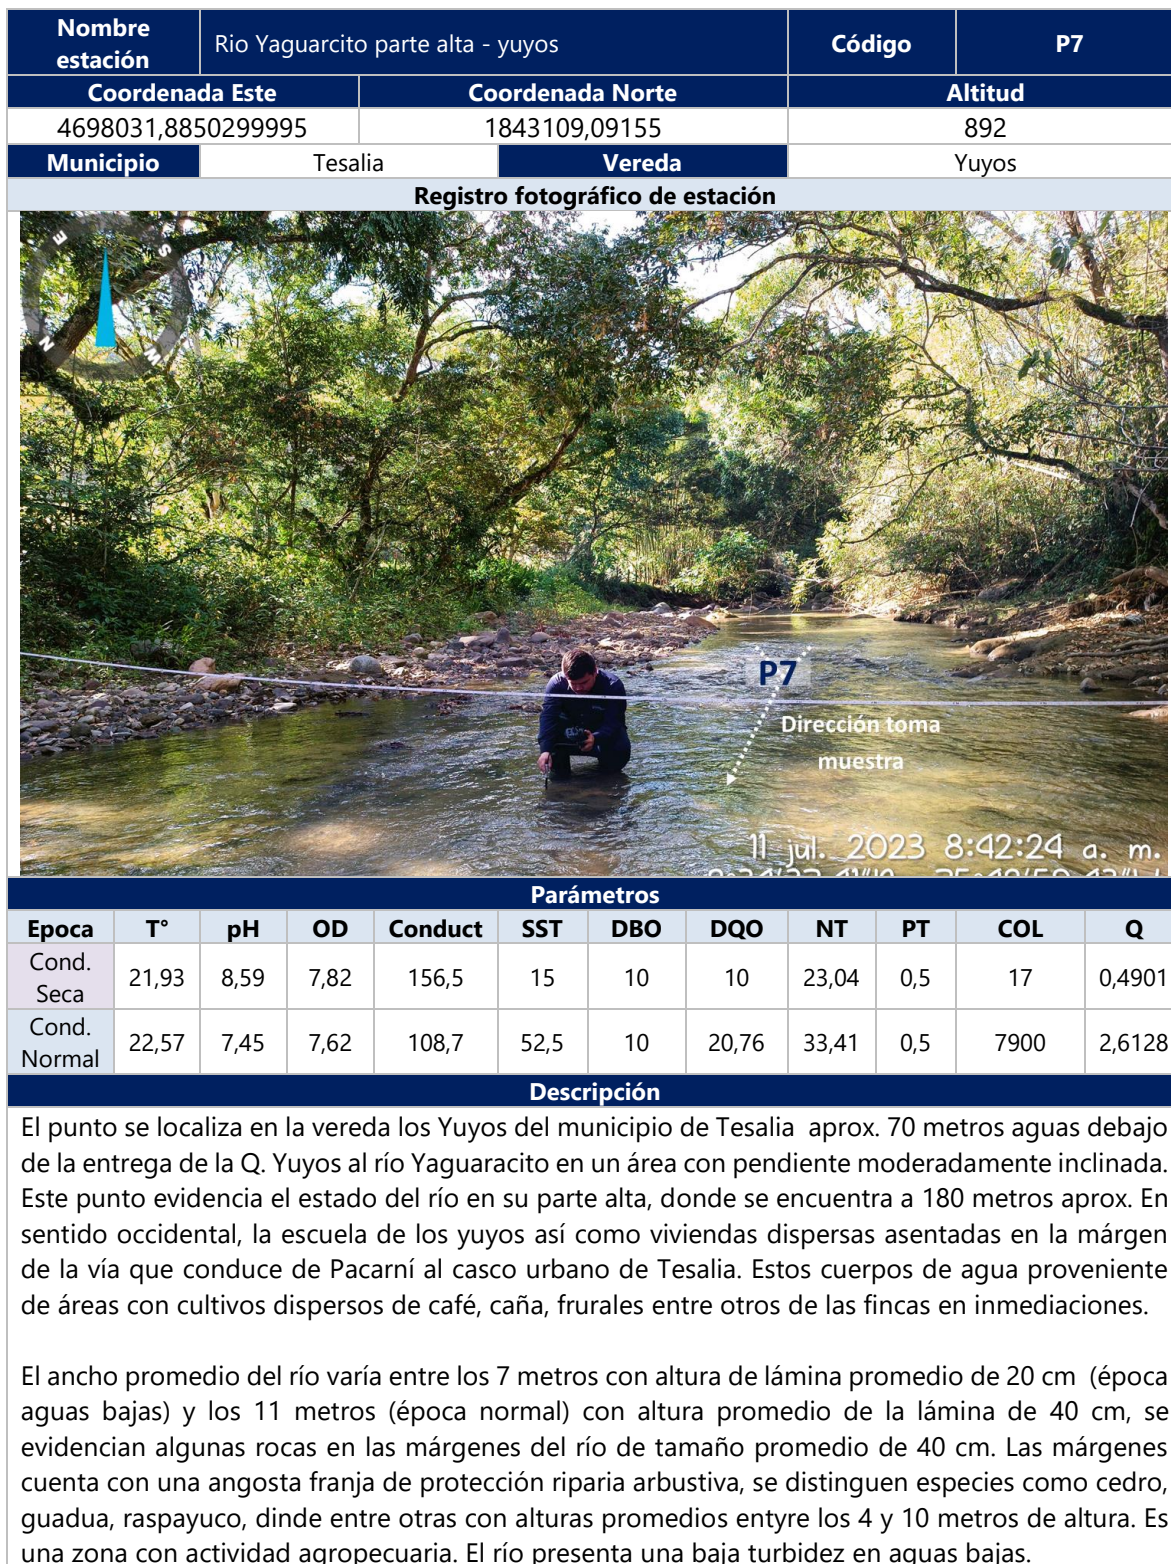 Nombre estación Rio Yaguarcito parte alta - yuyos Código P7
Coordenada Este Coordenada Norte Altitud
4698031,8850299995 1843109,09155 892
Municipio Tesalia Vereda Yuyos
Registro fotográfico de estación
E S
N W
P7
Dirección toma
muestra
11 jul. 2023 8:42:24 a. m.
Parámetros
Epoca T° pH OD Conduct SST DBO DQO NT PT COL Q
Cond. Seca 21,93 8,59 7,82 156,5 15 10 10 23,04 0,5 17 0,4901
Cond. Normal 22,57 7,45 7,62 108,7 52,5 10 20,76 33,41 0,5 7900 2,6128
Descripción
El punto se localiza en la vereda los Yuyos del municipio de Tesalia aprox. 70 metros aguas debajo
de la entrega de la Q. Yuyos al río Yaguaracito en un área con pendiente moderadamente inclinada.
Este punto evidencia el estado del río en su parte alta, donde se encuentra a 180 metros aprox. En
sentido occidental, la escuela de los yuyos así como viviendas dispersas asentadas en la márgen
de la vía que conduce de Pacarní al casco urbano de Tesalia. Estos cuerpos de agua proveniente
de áreas con cultivos dispersos de café, caña, frurales entre otros de las fincas en inmediaciones.
El ancho promedio del río varía entre los 7 metros con altura de lámina promedio de 20 cm (época
aguas bajas) y los 11 metros (época normal) con altura promedio de la lámina de 40 cm, se
evidencian algunas rocas en las márgenes del río de tamaño promedio de 40 cm. Las márgenes
cuenta con una angosta franja de protección riparia arbustiva, se distinguen especies como cedro,
guadua, raspayuco, dinde entre otras con alturas promedios entyre los 4 y 10 metros de altura. Es
una zona con actividad agropecuaria. El río presenta una baja turbidez en aguas bajas.